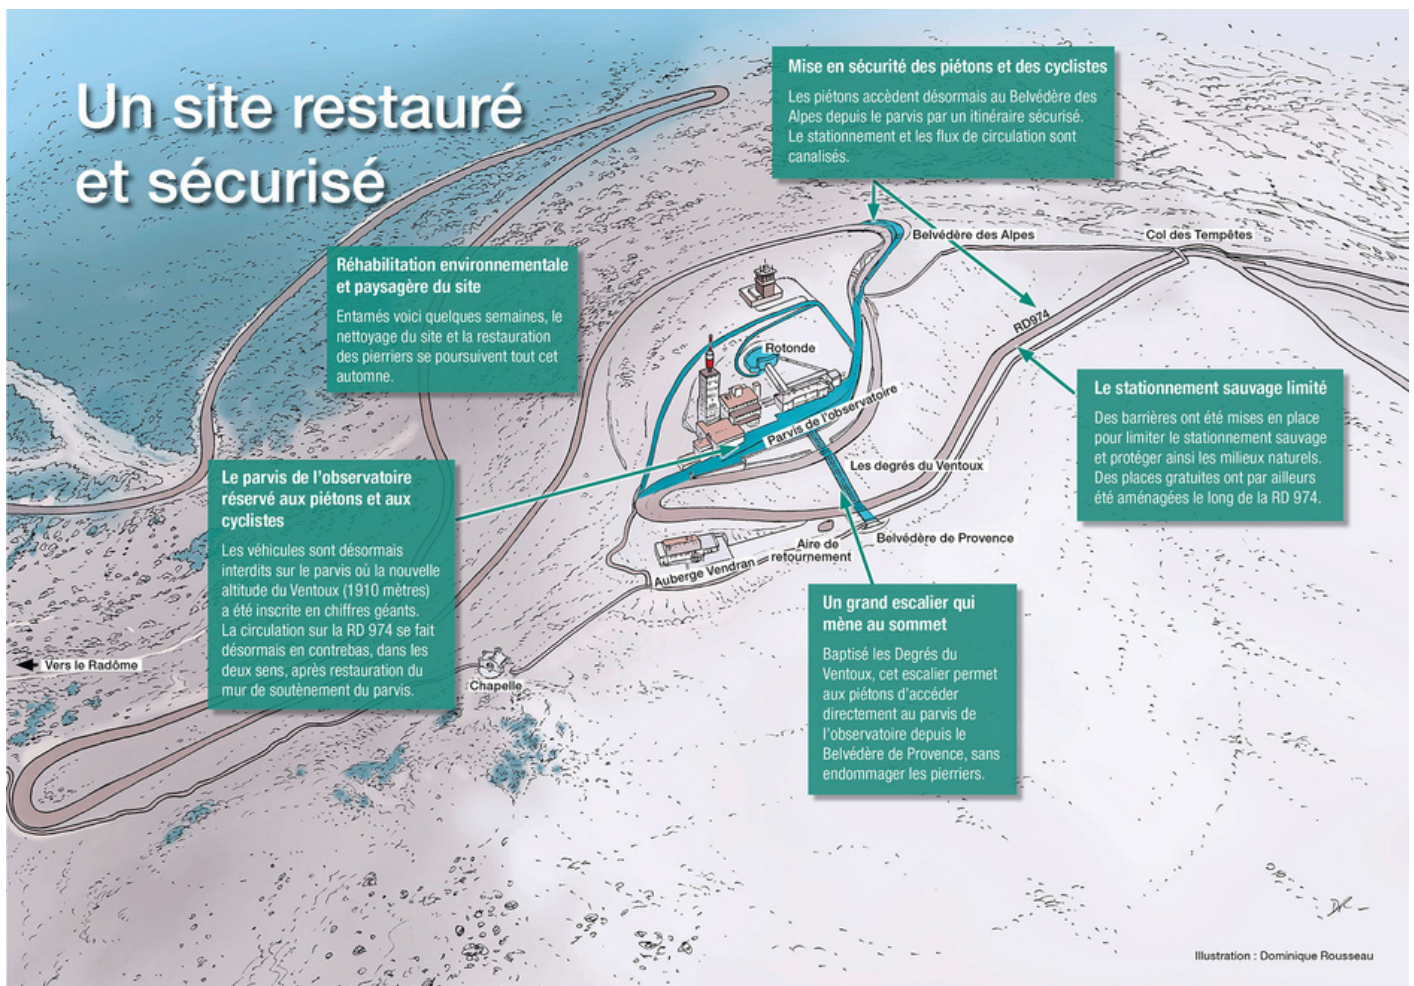 Un site restauré
et sécurisé
Mise en sécurité des piétons et des cyclistes
Les piétons accèdent désormais au Belvédère des
Alpes depuis le parvis par un itinéraire sécurisé.
Le stationnement et les flux de circulation sont
canalisés.
Belvédère des Alpes
Col des Tempêtes
Réhabilitation environnementale
et paysagère du site
Entamés voici quelques semaines, le
nettoyage du site et la restauration
des pierriers se poursuivent tout cet
automne.
RD974
Rotonde
Parvis de l'observatoire
Le stationnement sauvage limité
Des barrières ont été mises en place
pour limiter le stationnement sauvage
et protéger ainsi les milieux naturels.
Des places gratuites ont par ailleurs
été aménagées le long de la RD 974.
Le parvis de l'observatoire
réservé aux piétons et aux
cyclistes
Les véhicules sont désormais
interdits sur le parvis où la nouvelle
altitude du Ventoux (1910 mètres)
a été inscrite en chiffres géants.
La circulation sur la RD 974 se fait
désormais en contrebas, dans les
deux sens, après restauration du
mur de soutènement du parvis.
Les degrés du Ventoux
Belvédère de Provence
Aire de
retournement
Auberge Vendran
Un grand escalier qui
mène au sommet
Baptisé les Degrés du
Ventoux, cet escalier permet
aux piétons d'accéder
directement au parvis de
l'observatoire depuis le
Belvédère de Provence, sans
endommager les pierriers.
Vers le Radôme
Chapelle
Illustration : Dominique Rousseau